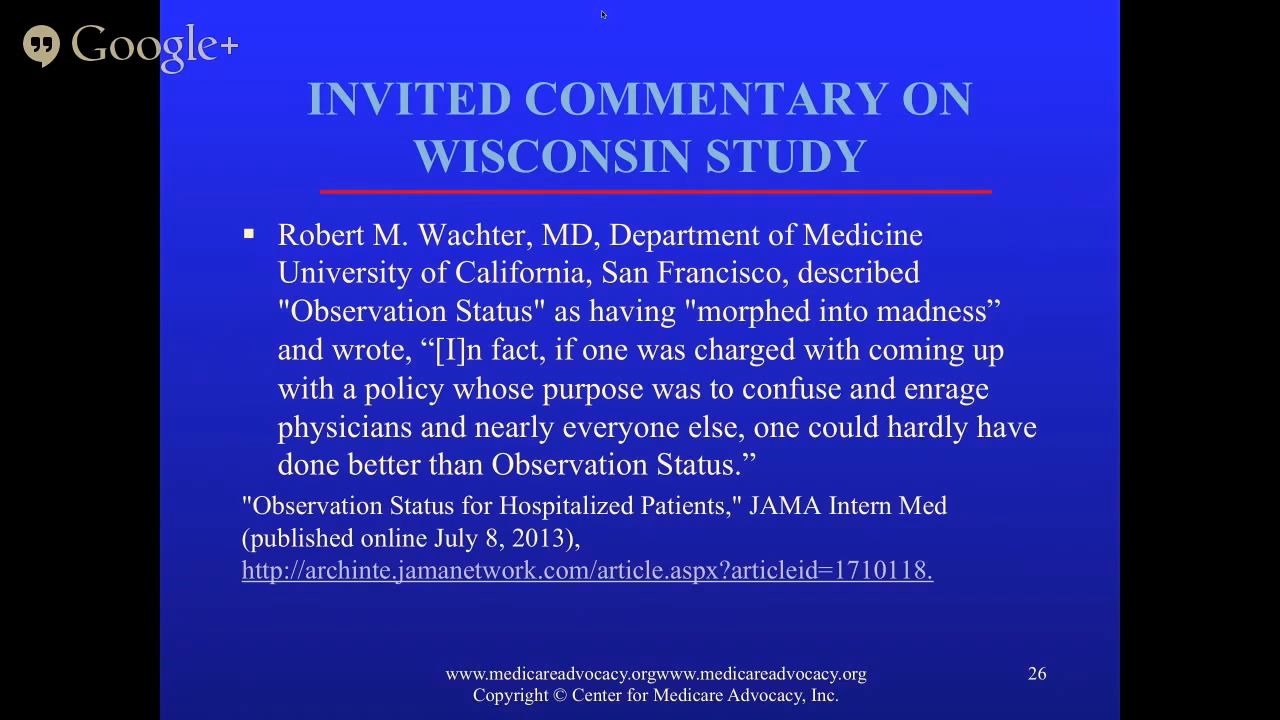 Google+
INVITED COMMENTARY ON
WISCONSIN STUDY
▪ Robert M. Wachter, MD, Department of Medicine
University of California, San Francisco, described
"Observation Status" as having "morphed into madness”
and wrote, “[I]n fact, if one was charged with coming up
with a policy whose purpose was to confuse and enrage
physicians and nearly everyone else, one could hardly have
done better than Observation Status.”
"Observation Status for Hospitalized Patients," JAMA Intern Med
(published online July 8, 2013),
http://archinte.jamanetwork.com/article.aspx?articleid=1710118.
www.medicareadvocacy.orgwww.medicareadvocacy.org 26
Copyright © Center for Medicare Advocacy, Inc.